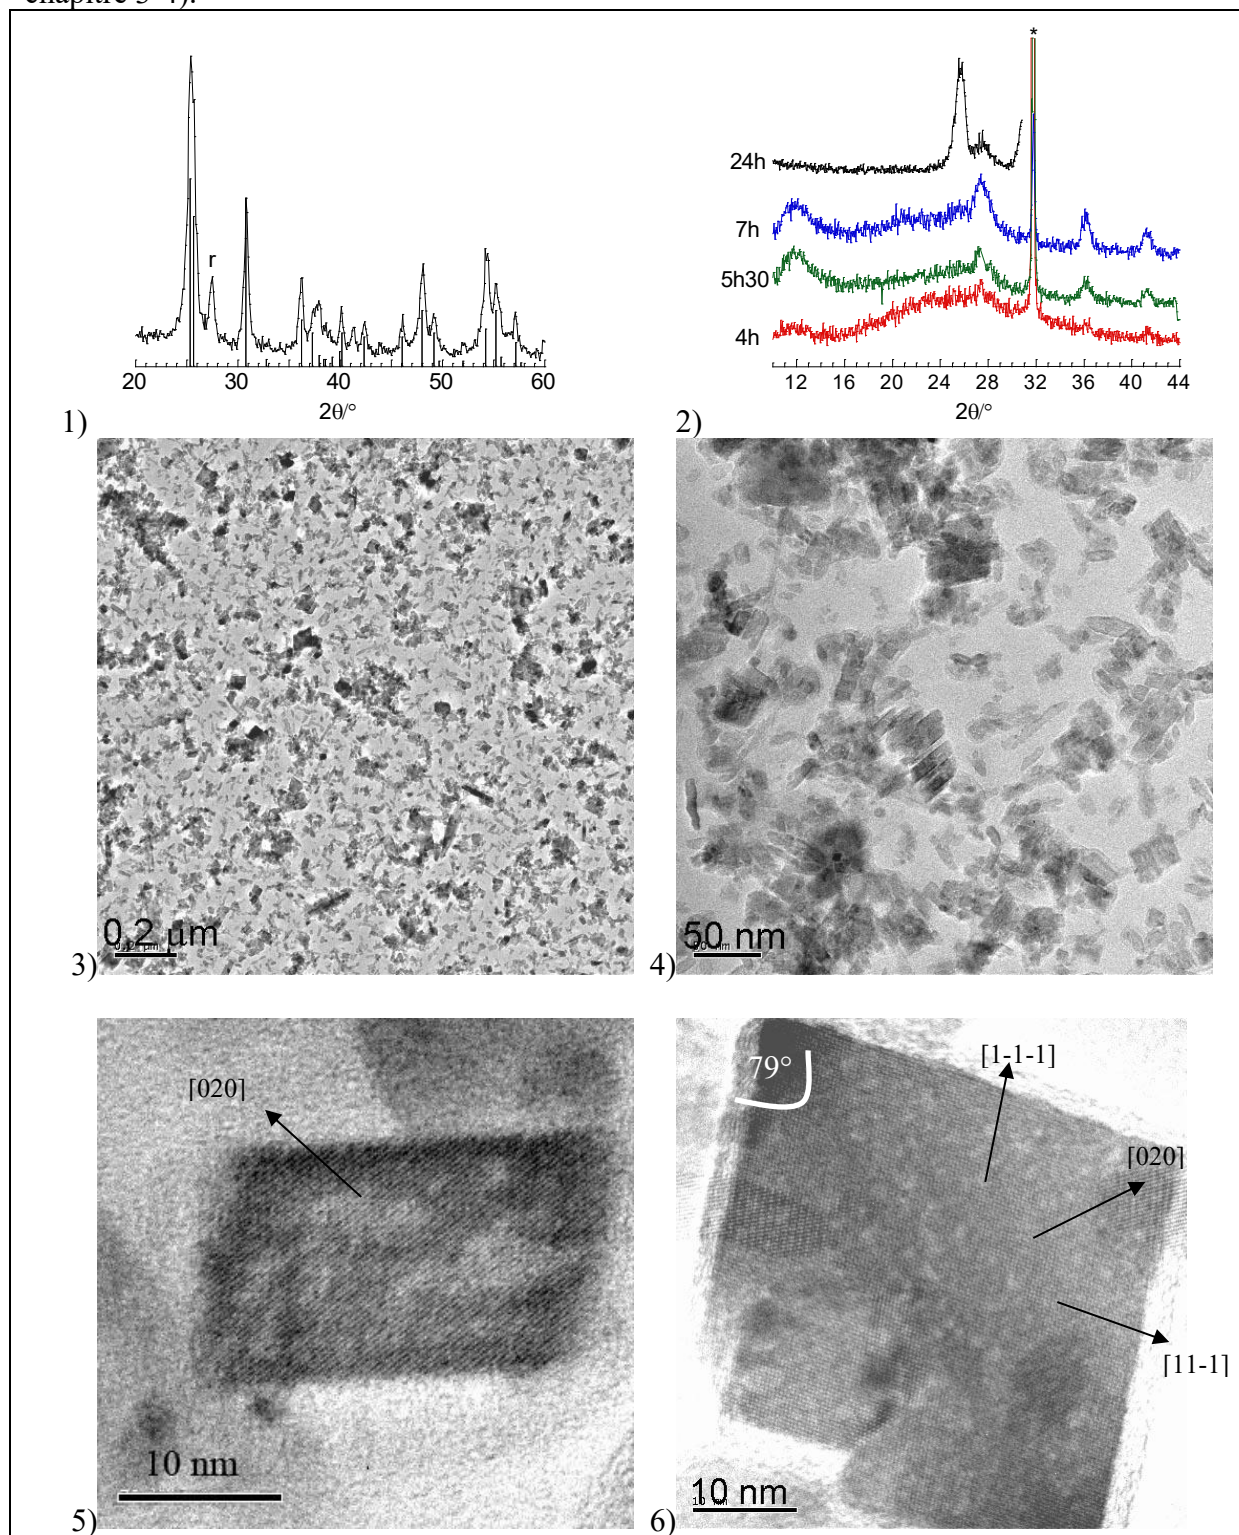 chapitre 3-4).
r
20 30 40 50 60
2θ/°
1)
*
24h
7h
5h30
4h
12 16 20 24 28 32 36 40 44
2θ/°
2)
0.2 µm
3)
50 nm
4)
[020]
10 nm
5)
79°
[1-1-1]
[020]
[11-1]
10 nm
6)